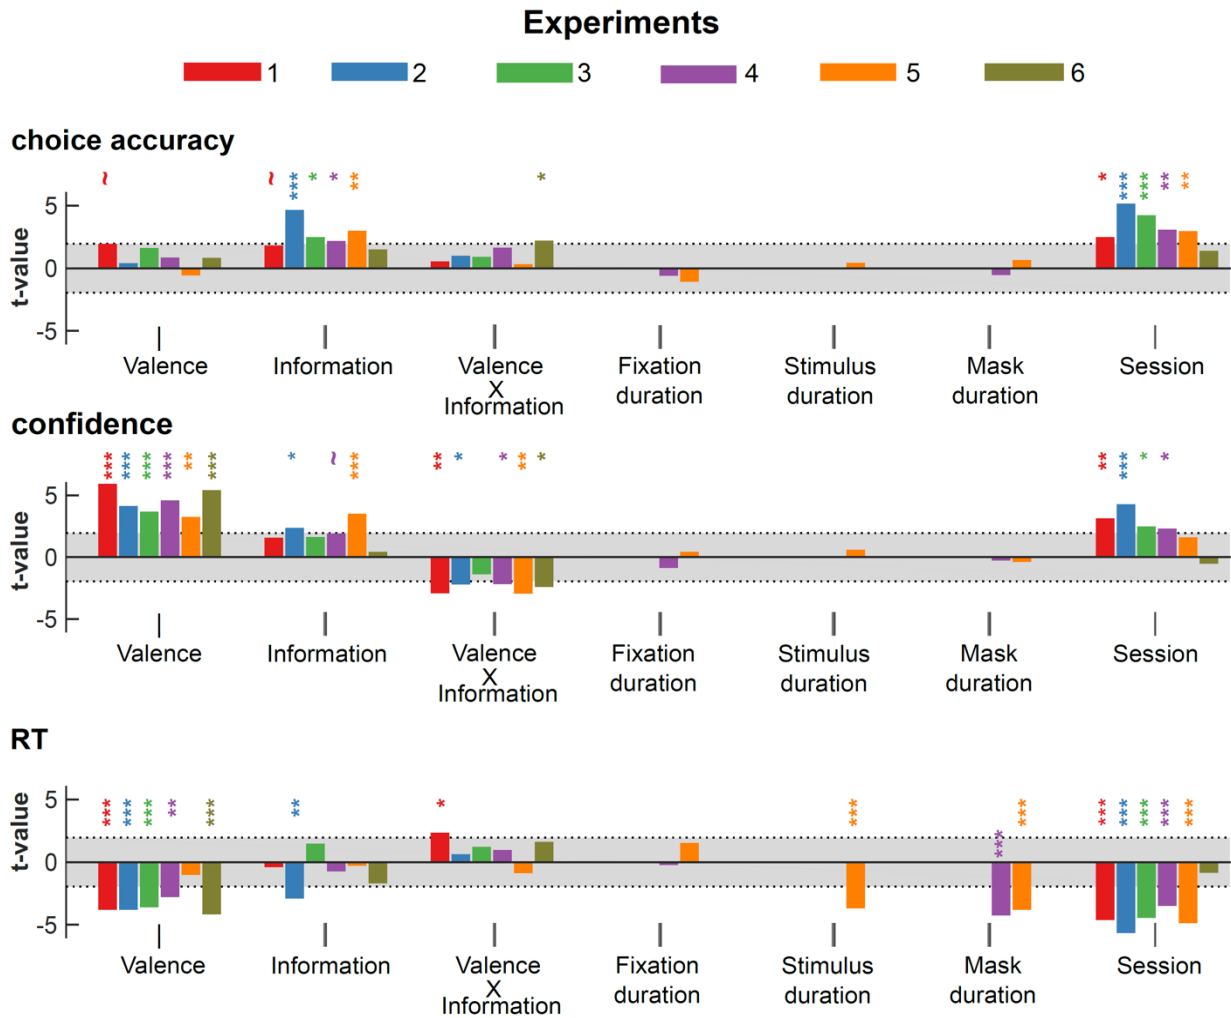 Experiments
1 2 3 4 5 6
choice accuracy
~ ~ *** * * ** * * *** *** ** **
5
0
-5
t-value
Valence Information Valence Fixation Stimulus Mask Session
X duration duration duration
Information
confidence
*** *** *** *** ** *** * ~ *** ** * * ** * ** *** * *
5
0
-5
t-value
Valence Information Valence Fixation Stimulus Mask Session
X duration duration duration
Information
RT
*** *** *** ** *** ** * *** *** *** *** *** *** *** ***
5
0
-5
t-value
Valence Information Valence Fixation Stimulus Mask Session
X duration duration duration
Information